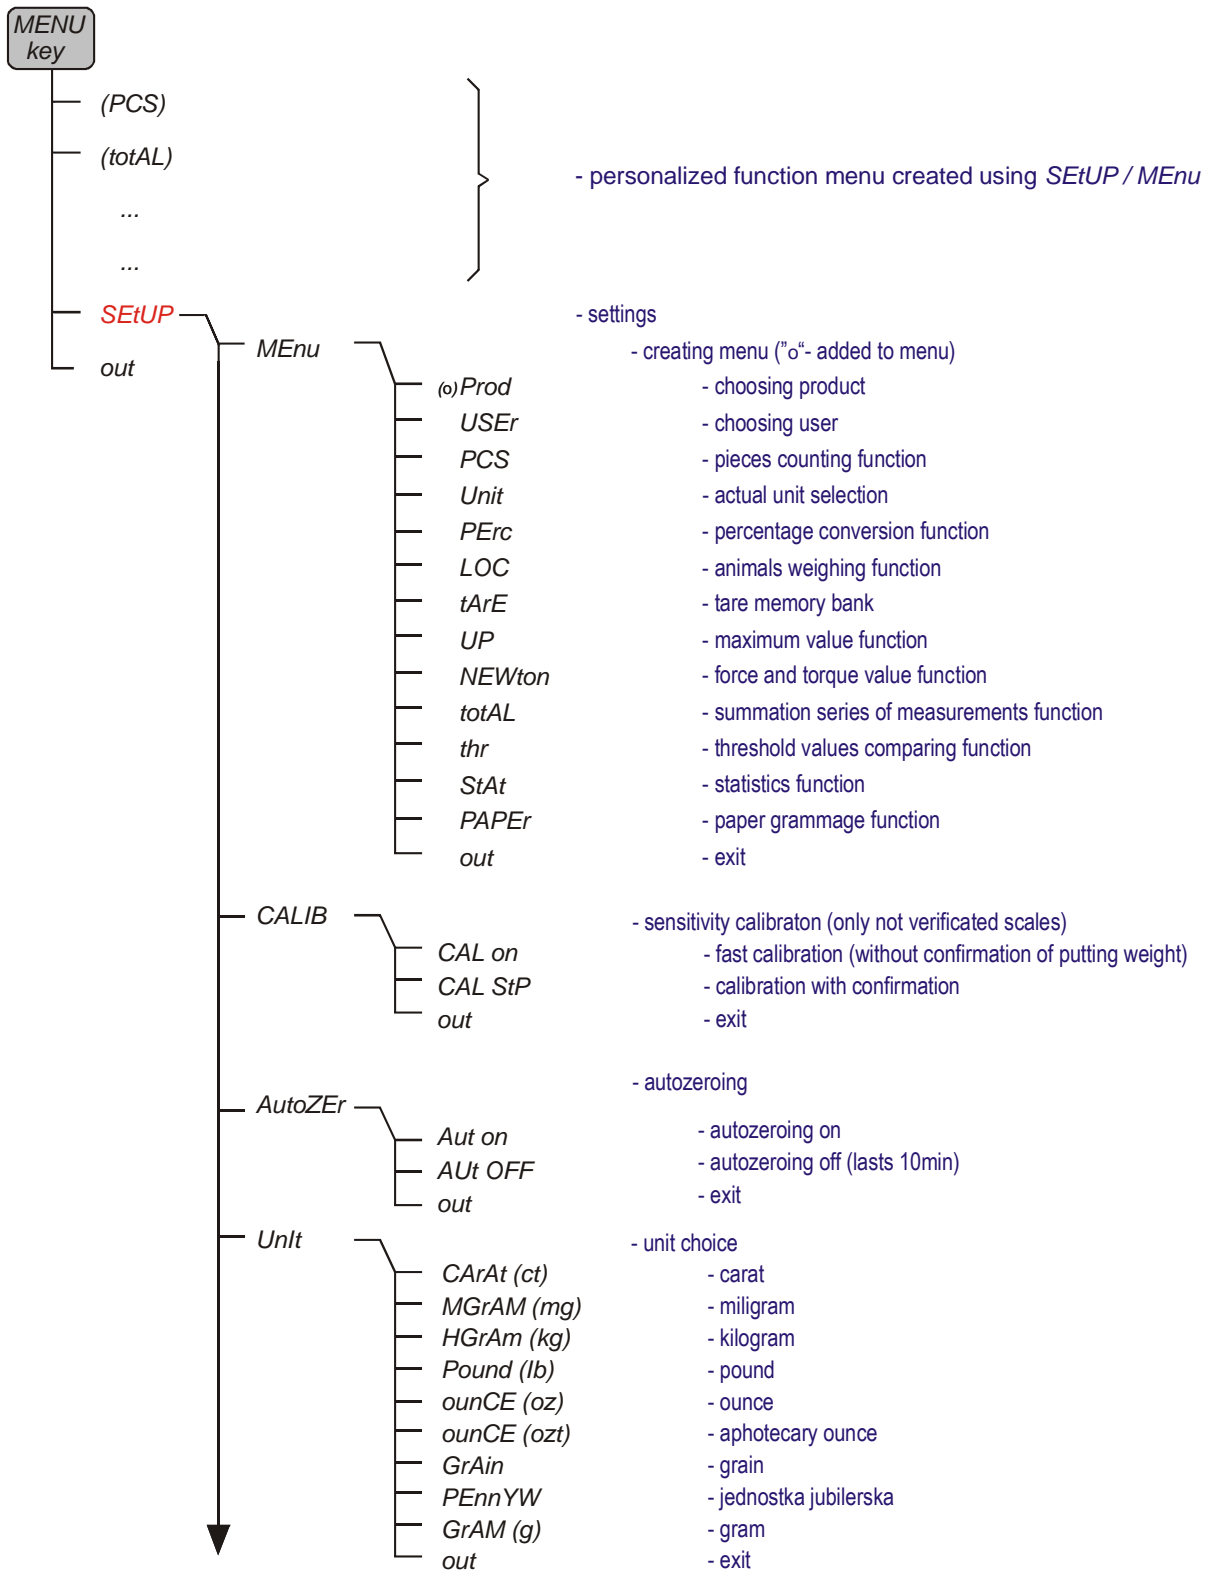 MENU
key
(PCS)
(totAL)
...
- personalized function menu created using SEtUP / MEnu
...
SEtUP
- settings
MEnu
- creating menu ("o"- added to menu)
out
(o) Prod - choosing product
USEr - choosing user
PCS - pieces counting function
Unit - actual unit selection
PErc - percentage conversion function
LOC - animals weighing function
tArE - tare memory bank
UP - maximum value function
NEWton - force and torque value function
totAL - summation series of measurements function
thr - threshold values comparing function
StAt - statistics function
PAPEr - paper grammage function
out - exit
CALIB - sensitivity calibraton (only not verificated scales)
CAL on - fast calibration (without confirmation of putting weight)
CAL StP - calibration with confirmation
out - exit
AutoZEr - autozeroing
Aut on - autozeroing on
AUt OFF - autozeroing off (lasts 10min)
out - exit
UnIt - unit choice
CArAt (ct) - carat
MGrAM (mg) - miligram
HGrAm (kg) - kilogram
Pound (lb) - pound
ounCE (oz) - ounce
ounCE (ozt) - aphotecary ounce
GrAin - grain
PEnnYW - jednostka jubilerska
GrAM (g) - gram
out - exit